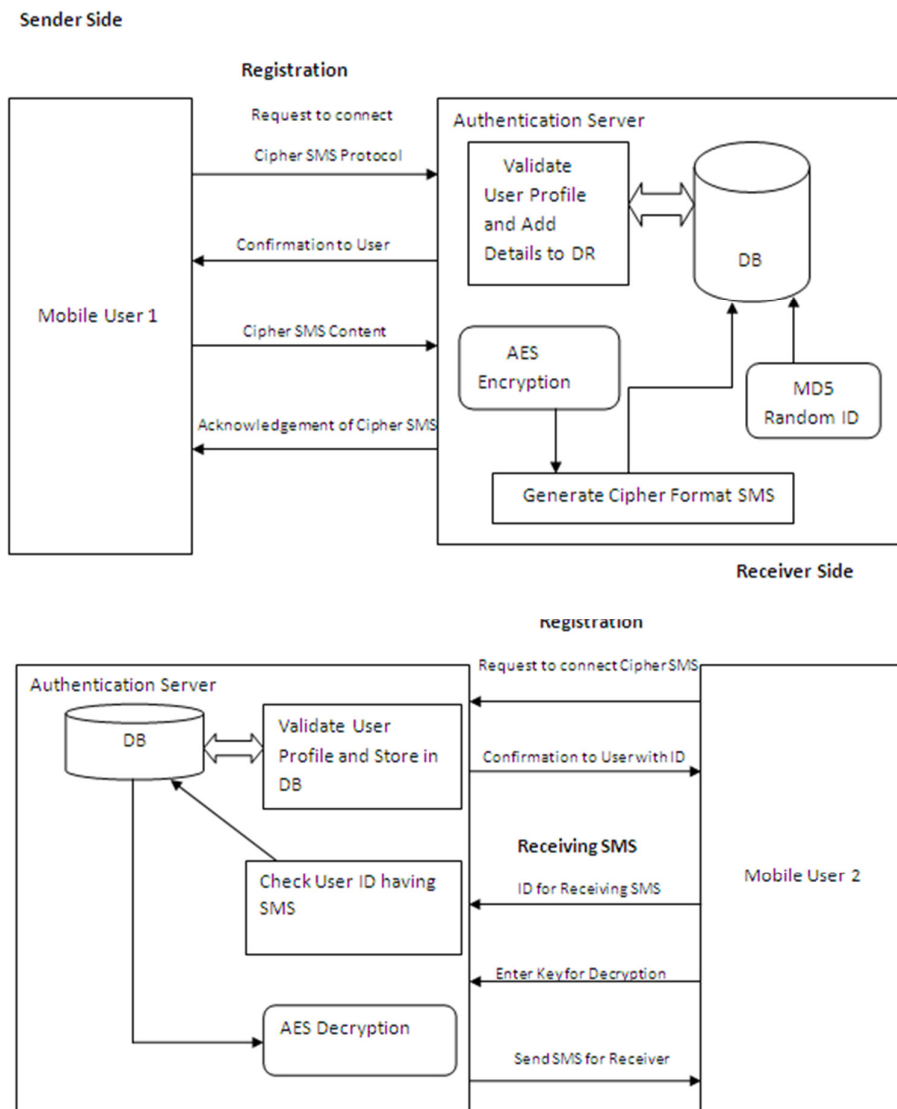 Sender Side
Registration
Request to connect
Cipher SMS Protocol
Confirmation to User
Mobile User 1
Cipher SMS Content
Acknowledgement of Cipher SMS
Authentication Server
Validate
User Profile
and Add
Details to DR
DB
AES
Encryption
MD5
Random ID
Generate Cipher Format SMS
Receiver Side
Registration
Request to connect Cipher SMS
Authentication Server
DB
Validate User
Profile and Store in
DB
Confirmation to User with ID
Receiving SMS
Check User ID having
SMS
ID for Receiving SMS
Mobile User 2
Enter Key for Decryption
AES Decryption
Send SMS for Receiver